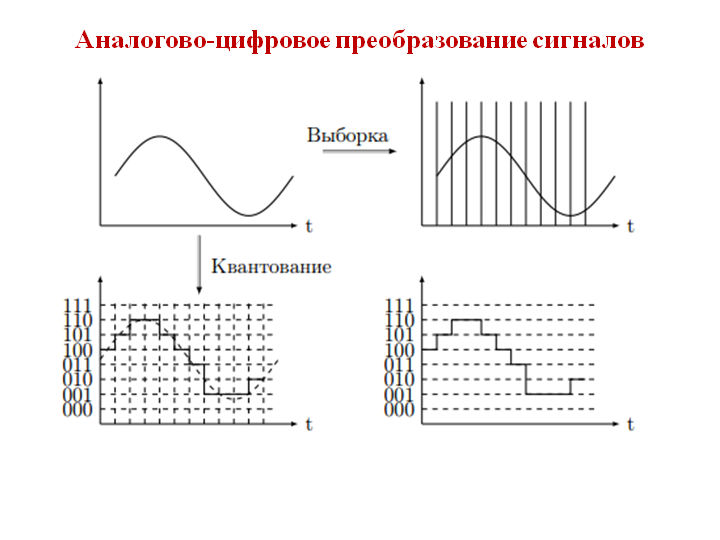 Аналогово-цифровое преобразование сигналов
Выборка
t
t
Квантование
111
110
101
100
011
010
001
000
t
111
110
101
100
011
010
001
000
t